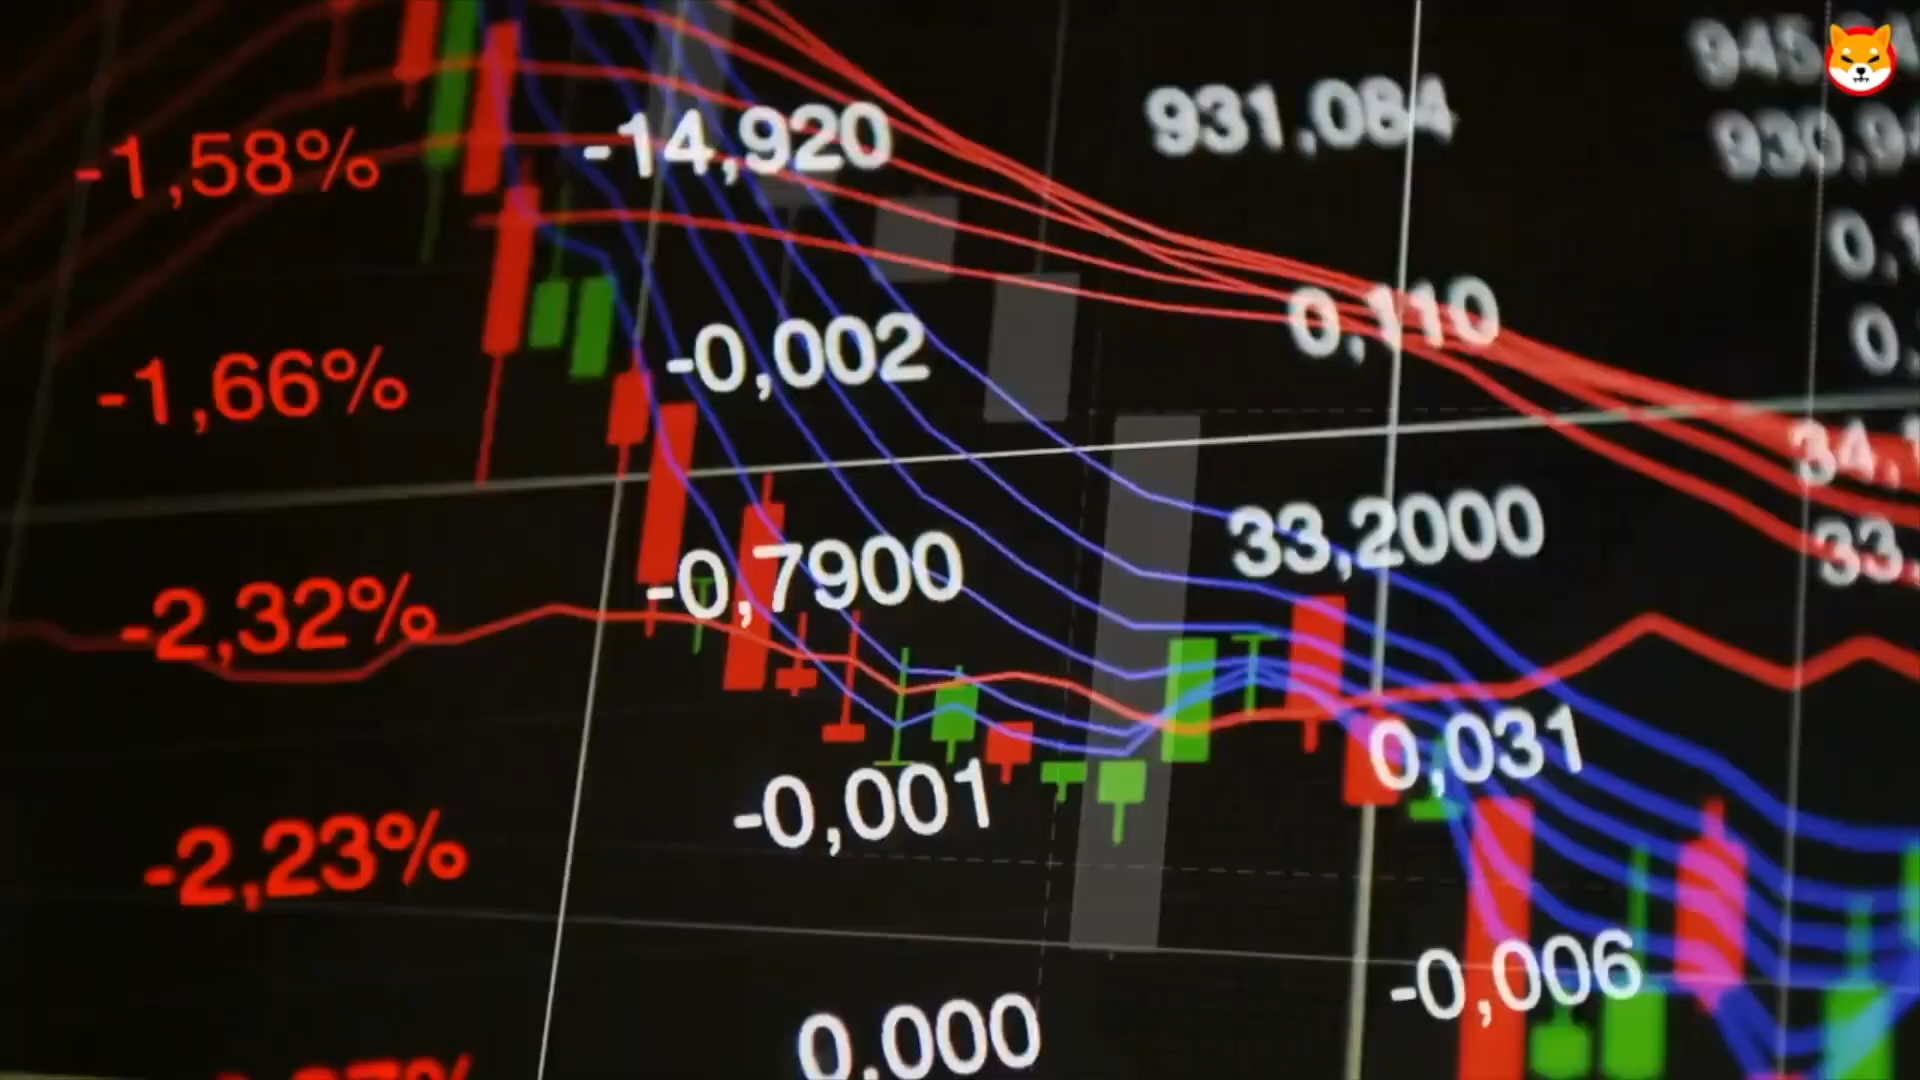 -1,58% -14,920 931,084
-1,66% -0,002 0,110
-2,32% -0,7900 33,2000
-2,23% -0,001 0,031
0.000 -0,006